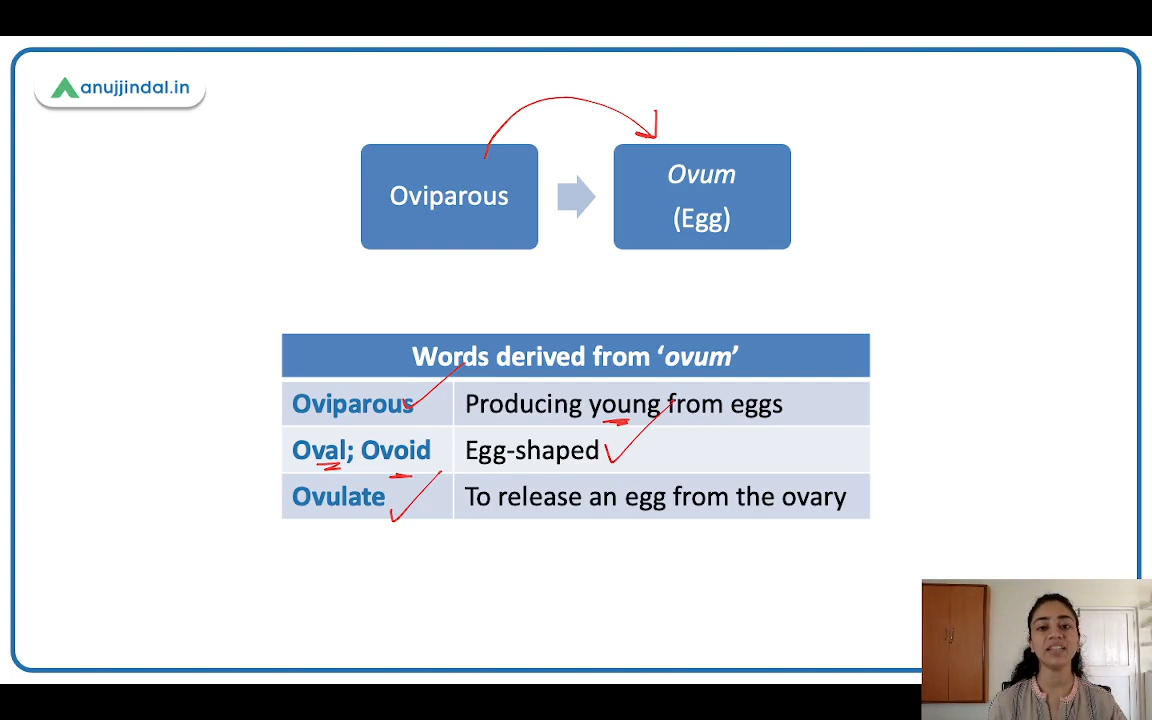 anujjindal.in
Oviparous
Ovum
(Egg)
Words derived from ‘ovum’
Oviparous Producing young from eggs
Oval; Ovoid Egg-shaped
Ovulate To release an egg from the ovary